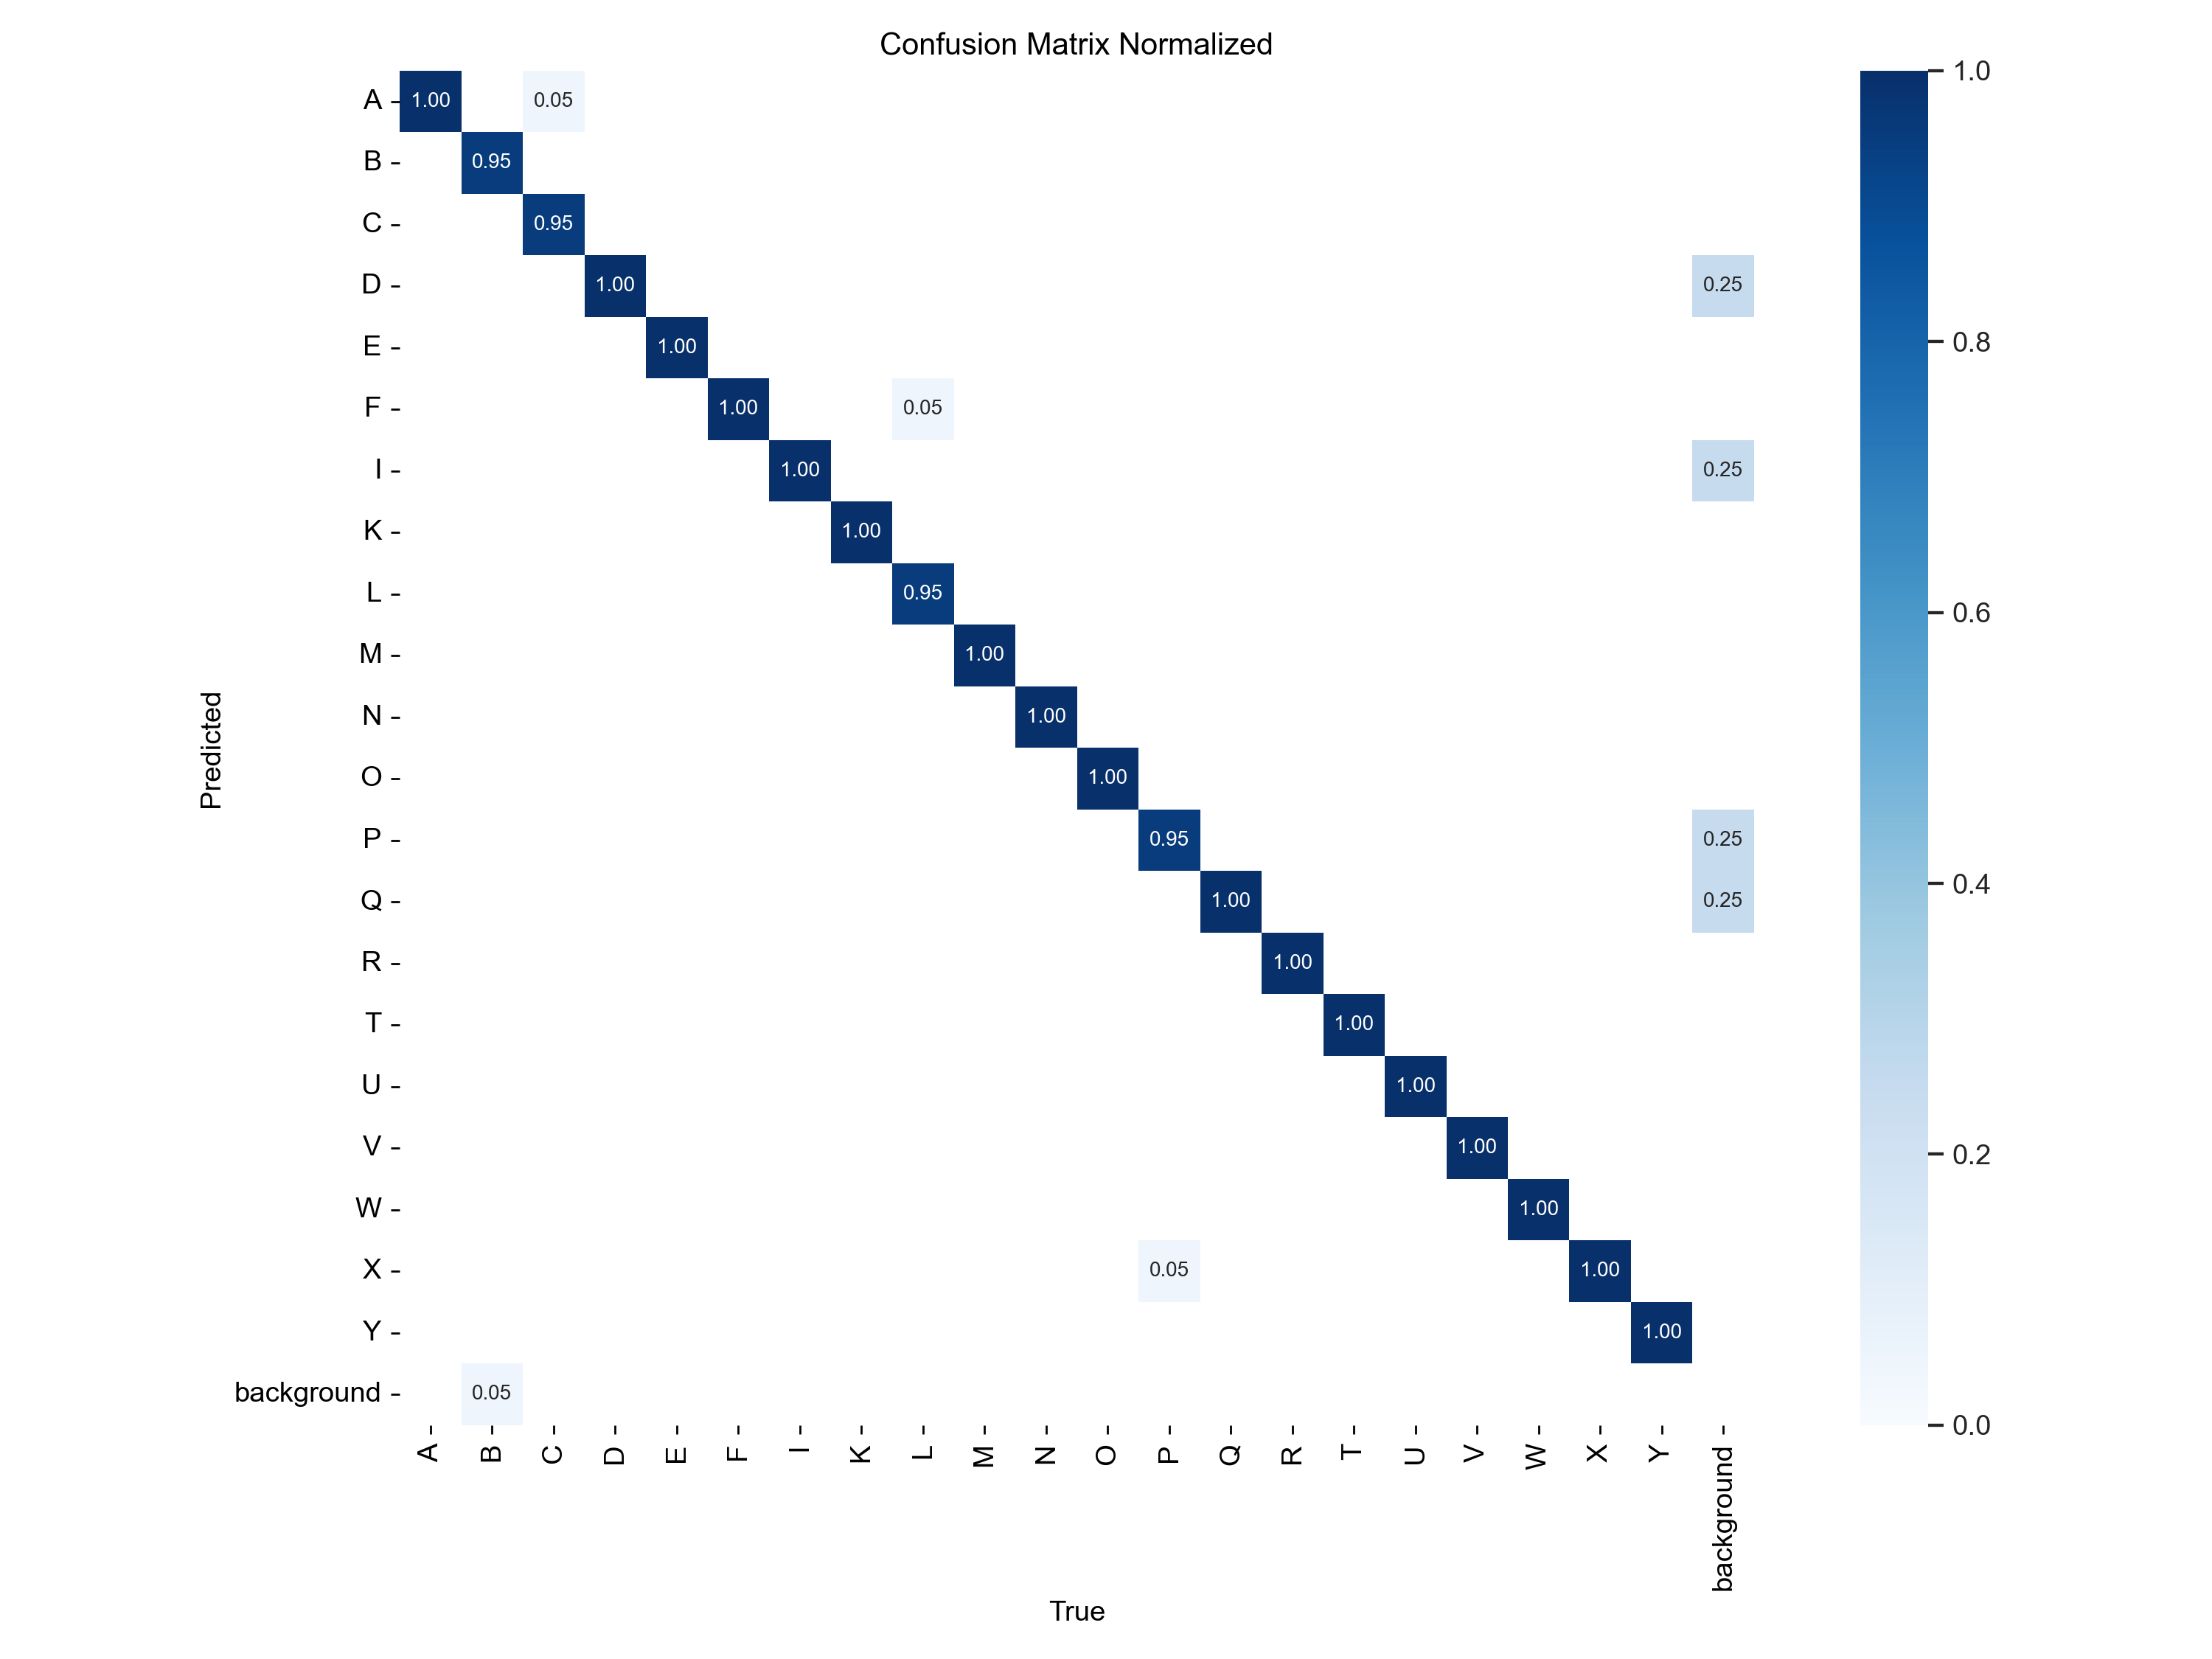 Confusion Matrix Normalized
A 1.00 0.05 1.0
B 0.95
C 0.95
D 1.00 0.25
E 1.00 0.8
F 1.00 0.05
I 1.00 0.25
K 1.00
L 0.95 0.6
M 1.00
N 1.00
O 1.00
P 0.95 0.25
Q 1.00 0.25 0.4
R 1.00
T 1.00
U 1.00
V 1.00 0.2
W 1.00
X 0.05 1.00
Y 1.00
background 0.05 0.0
Predicted
A B C D E F I K L M N O P Q R T U V W X Y background
True